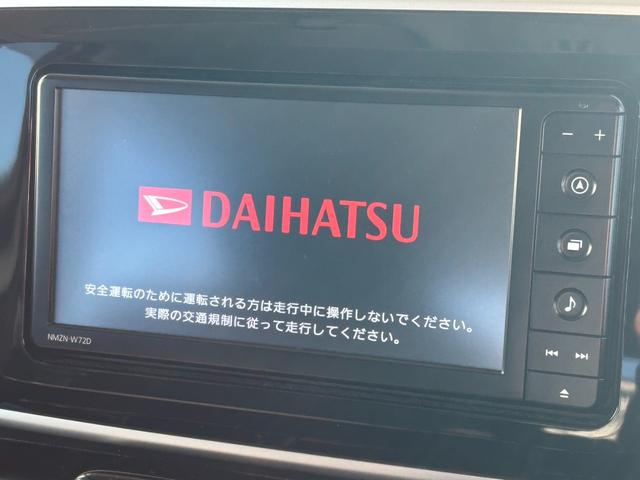 DAIHATSU
安全運転のために運転される方は走行中に操作しないでください。
実際の交通規制に従って走行してください。
NMZN-W72D